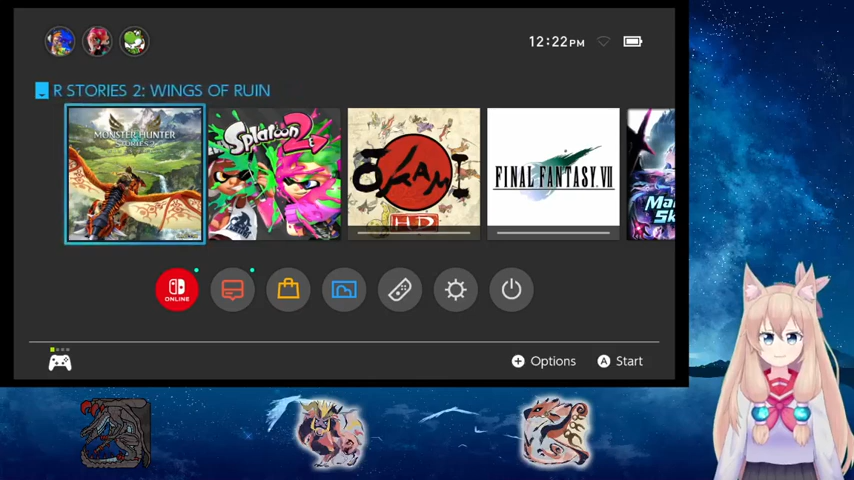 12:22PM
R STORIES 2: WINGS OF RUIN
MONSTER HUNTER
STORIES 2
Splatoon 2
ŌKAMI
HD
FINAL FANTASY VII
ONLINE
Options
Start